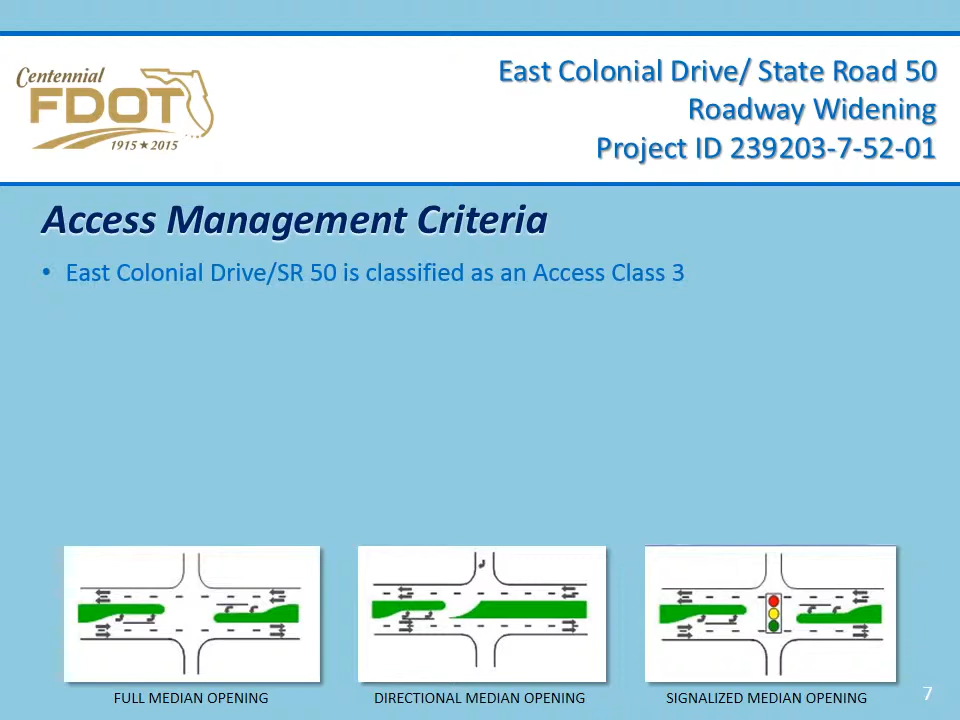 Centennial
FDOT
1915★2015
East Colonial Drive/ State Road 50
Roadway Widening
Project ID 239203-7-52-01
Access Management Criteria
• East Colonial Drive/SR 50 is classified as an Access Class 3
FULL MEDIAN OPENING
DIRECTIONAL MEDIAN OPENING
SIGNALIZED MEDIAN OPENING
7